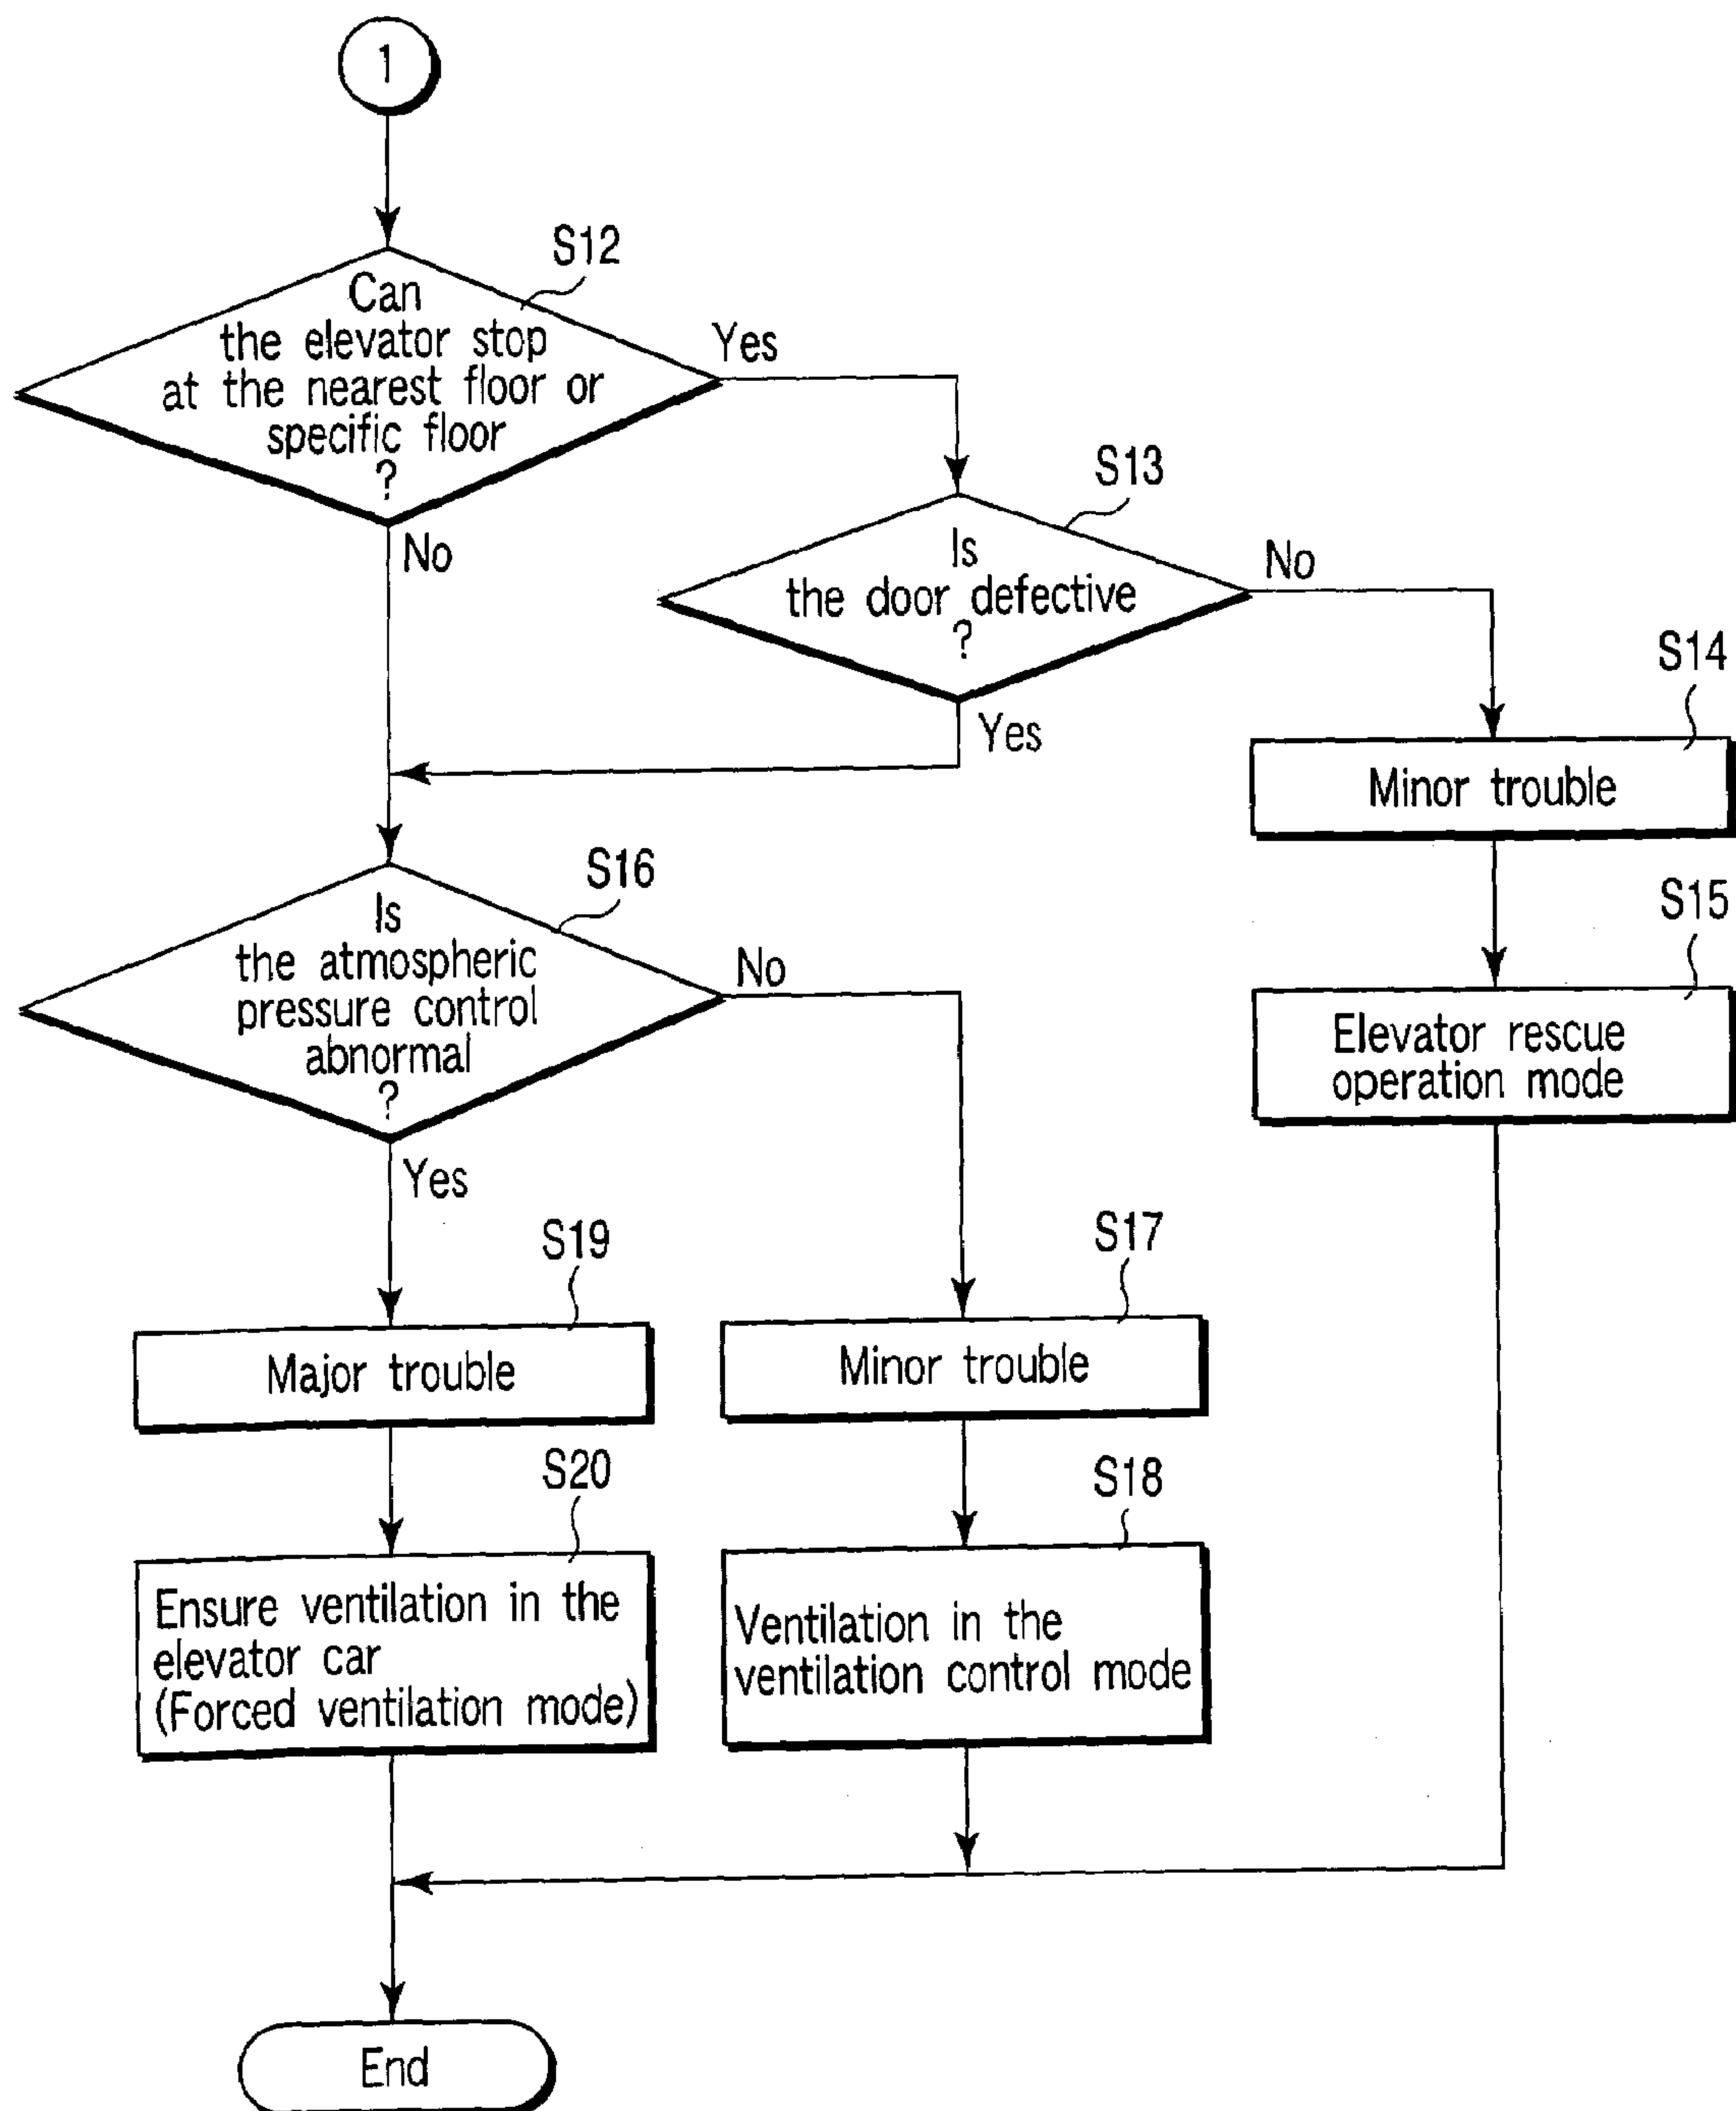 1
S12
Can
the elevator stop
at the nearest floor or
specific floor
?
Yes
No
S13
Is
the door defective
?
No
Yes
S14
Minor trouble
S15
Elevator rescue
operation mode
S16
Is
the atmospheric
pressure control
abnormal
?
No
Yes
S19
Major trouble
S17
Minor trouble
S20
Ensure ventilation in the
elevator car
(Forced ventilation mode)
S18
Ventilation in the
ventilation control mode
End